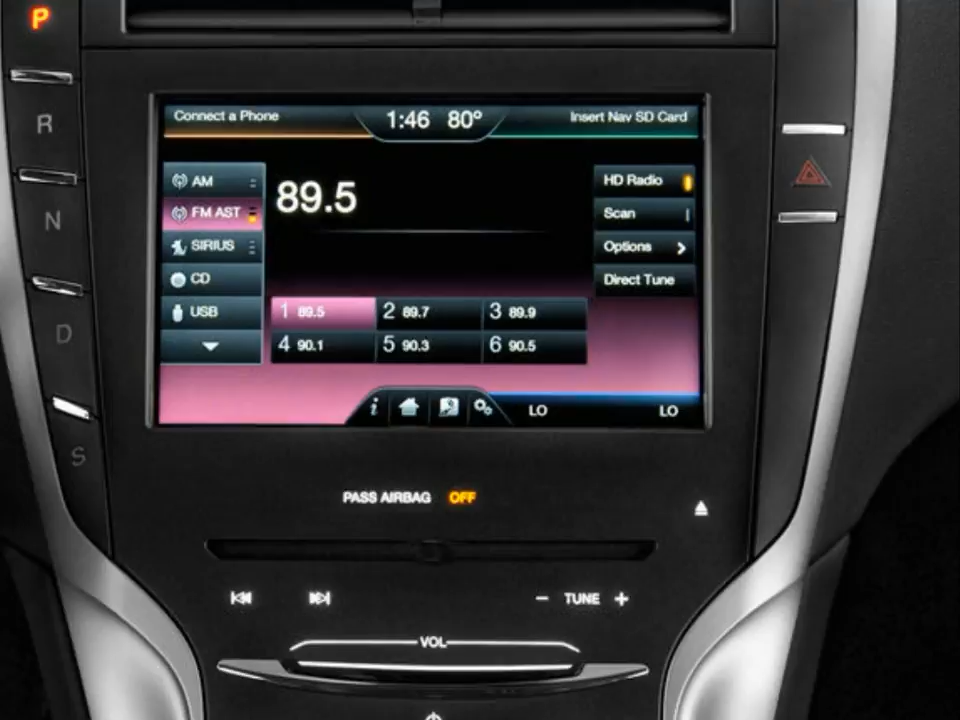 P
R
N
D
S
Connect a Phone
1:46 80°
Insert Nav SD Card
AM
FM AST
SIRIUS
CD
USB
89.5
HD Radio
Scan
Options
Direct Tune
1 89.5
2 89.7
3 89.9
4 90.1
5 90.3
6 90.5
i
LO
LO
PASS AIRBAG OFF
− TUNE +
VOL